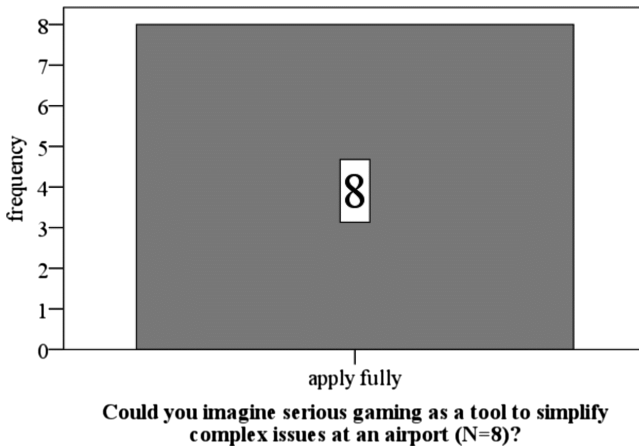 8
7
6
5
4
3
2
1
0
frequency
8
apply fully
Could you imagine serious gaming as a tool to simplify
complex issues at an airport (N=8)?